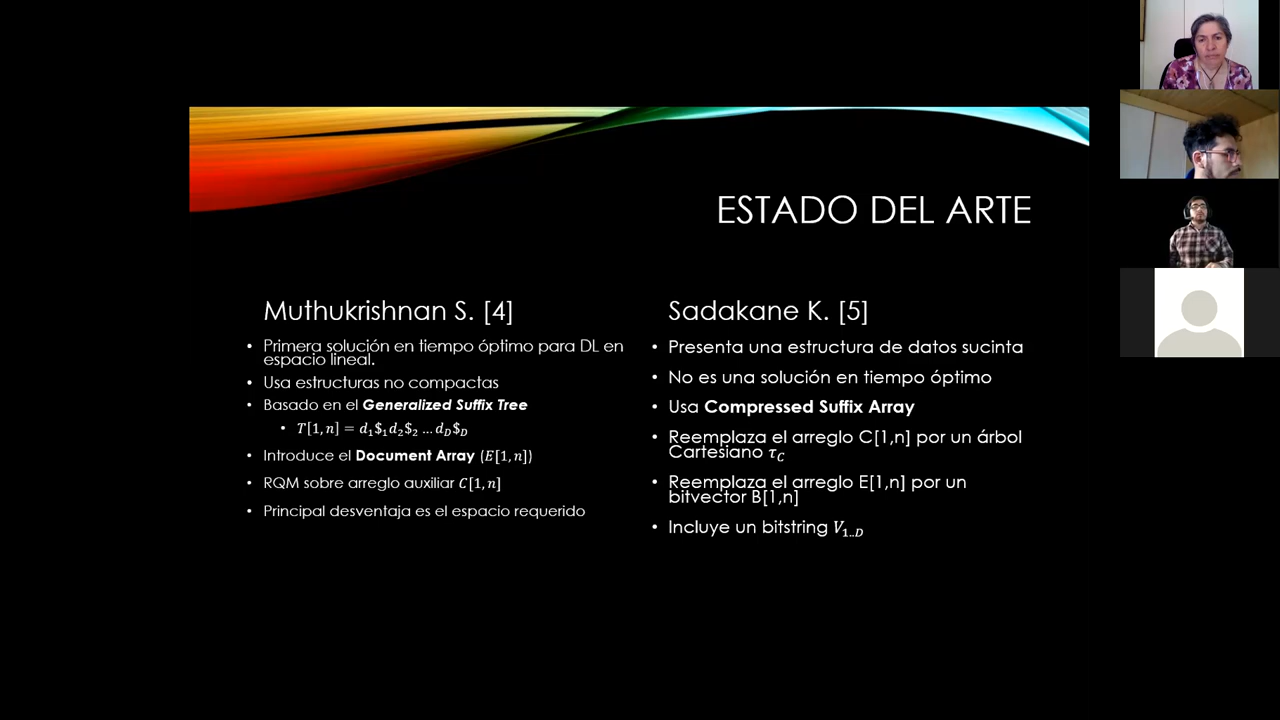 ESTADO DEL ARTE
Muthukrishnan S. [4]
• Primera solución en tiempo óptimo para DL en
espacio lineal.
• Usa estructuras no compactas
• Basado en el Generalized Suffix Tree
• T[1,n] = d₁$₁d₂$₂ … d_D$_D
• Introduce el Document Array (E[1,n])
• RQM sobre arreglo auxiliar C[1,n]
• Principal desventaja es el espacio requerido
Sadakane K. [5]
• Presenta una estructura de datos sucinta
• No es una solución en tiempo óptimo
• Usa Compressed Suffix Array
• Reemplaza el arreglo C[1,n] por un árbol
Cartesiano τ_C
• Reemplaza el arreglo E[1,n] por un
bitvector B[1,n]
• Incluye un bitstring V_1..D